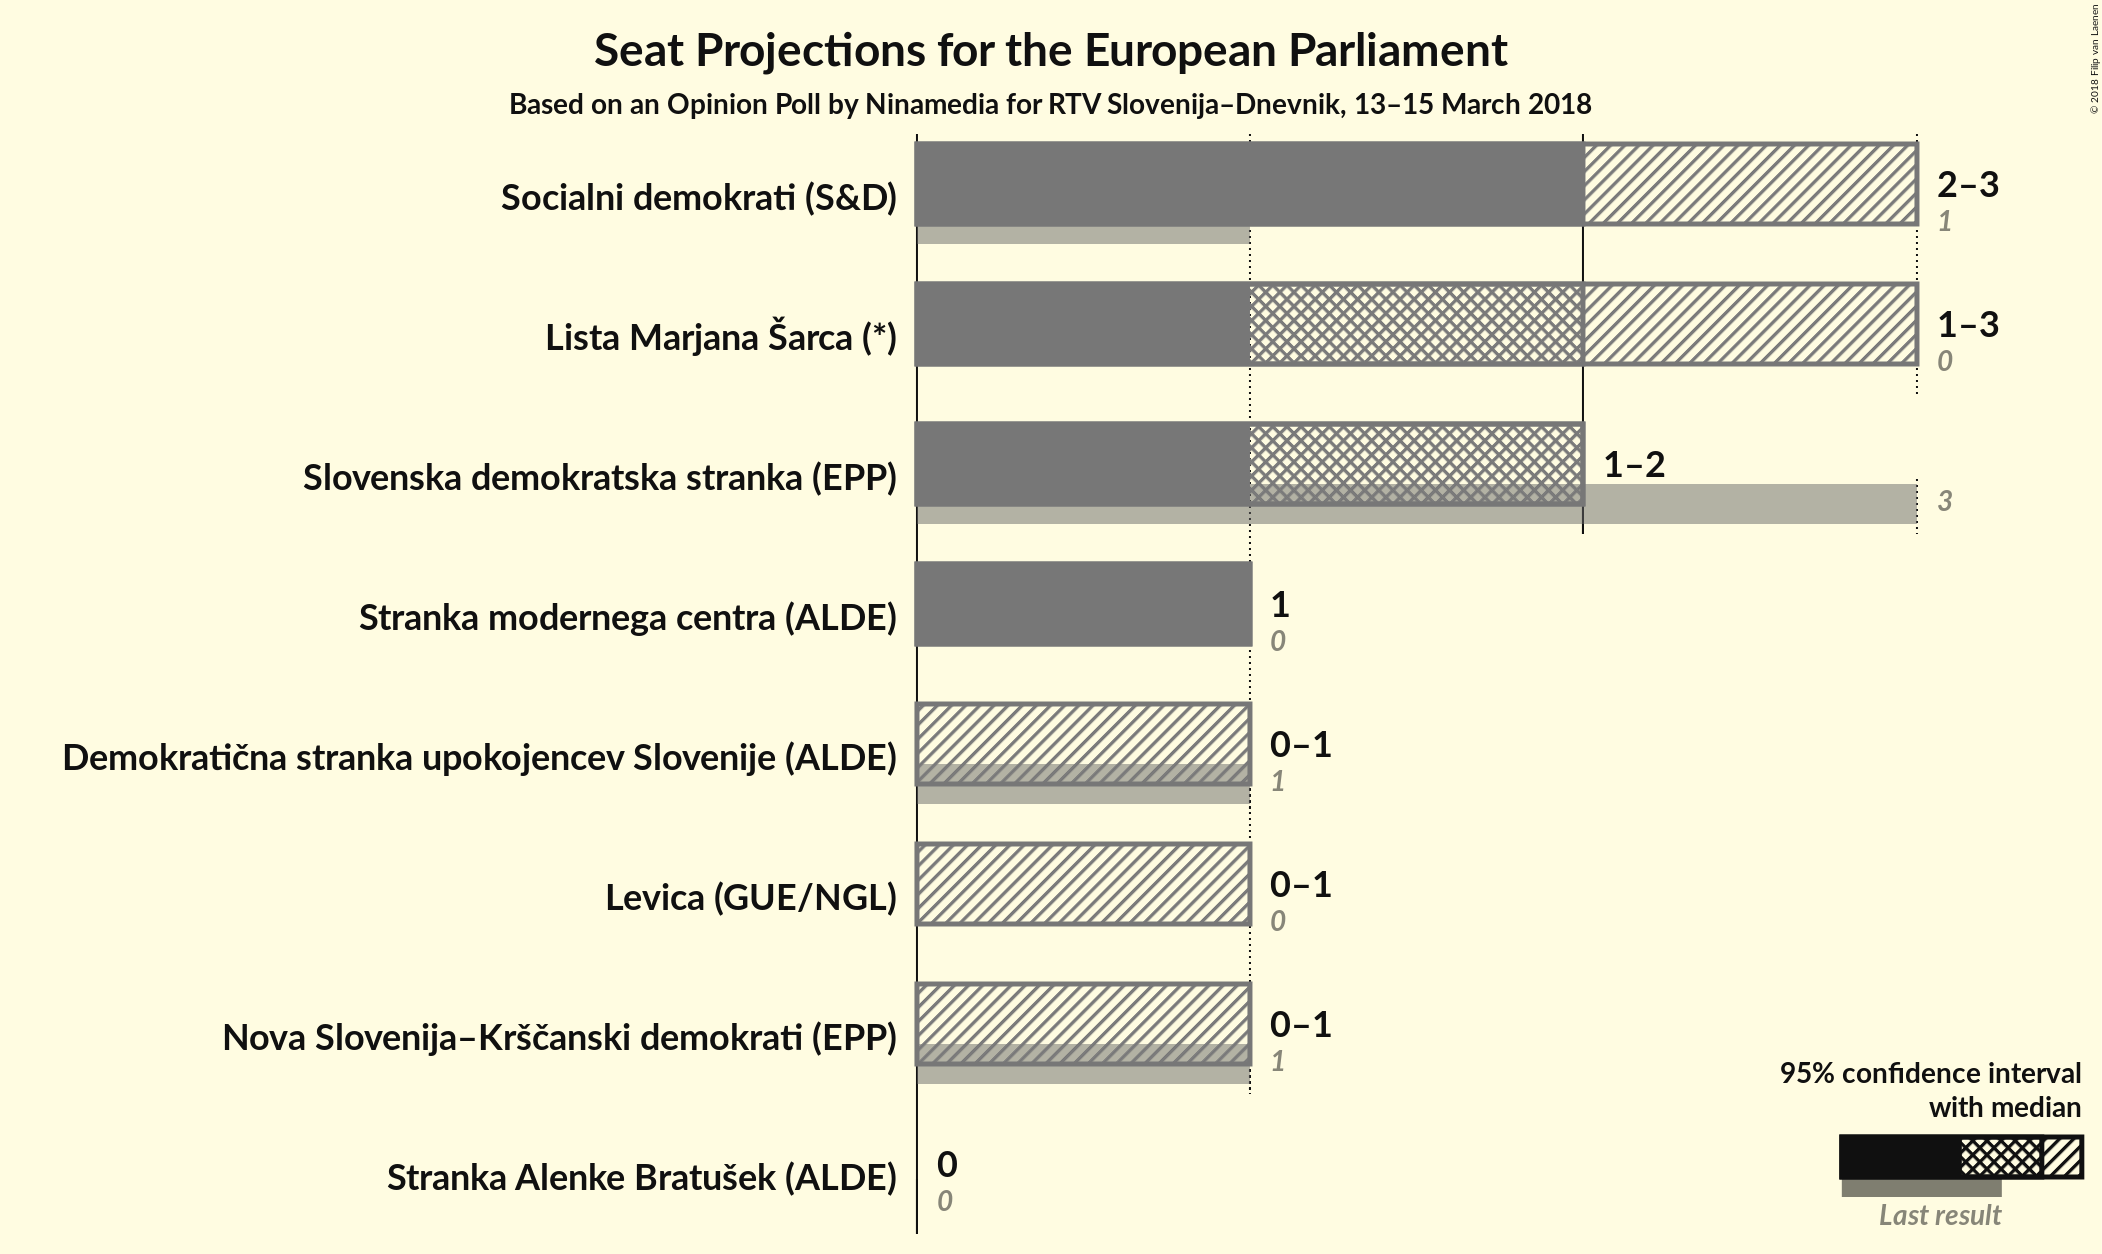 Seat Projections for the European Parliament
Based on an Opinion Poll by Ninamedia for RTV Slovenija–Dnevnik, 13–15 March 2018
© 2018 Filip van Laenen
Socialni demokrati (S&D)
2–3
1
Lista Marjana Šarca (*)
1–3
0
Slovenska demokratska stranka (EPP)
1–2
3
Stranka modernega centra (ALDE)
1
0
Demokratična stranka upokojencev Slovenije (ALDE)
0–1
1
Levica (GUE/NGL)
0–1
0
Nova Slovenija–Krščanski demokrati (EPP)
0–1
1
Stranka Alenke Bratušek (ALDE)
0
0
95% confidence interval
with median
Last result